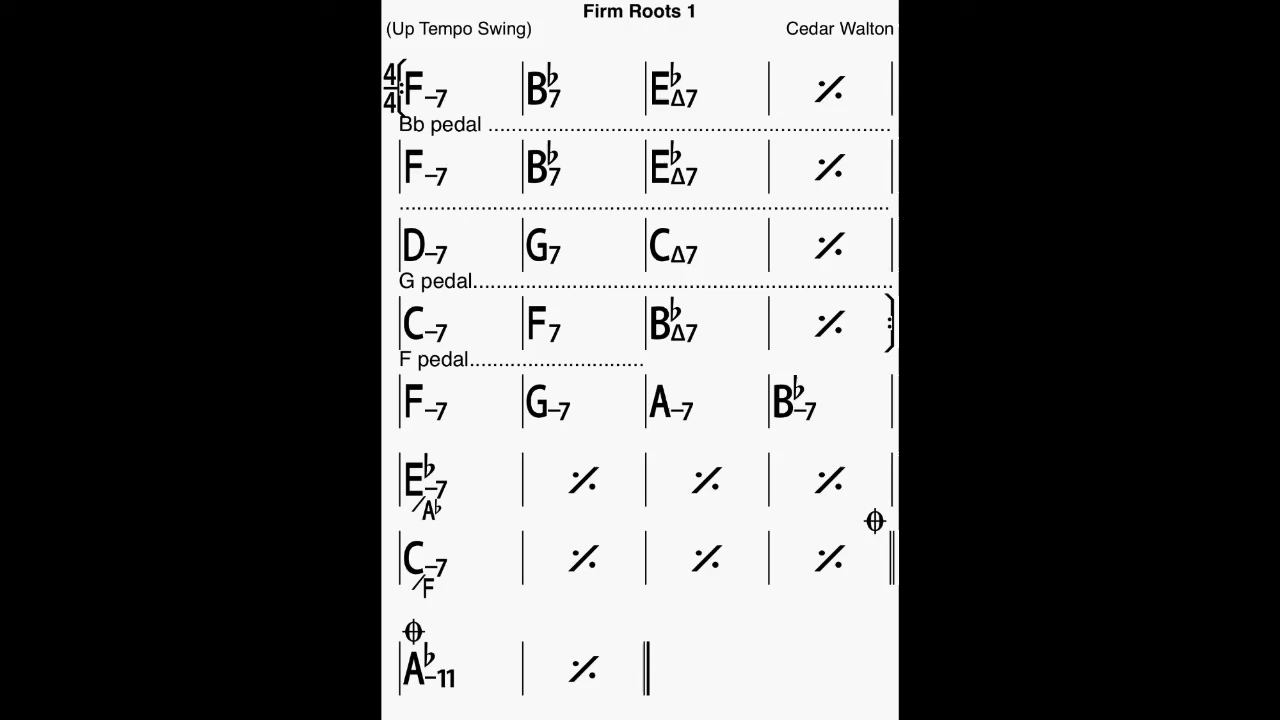 Firm Roots 1
(Up Tempo Swing) Cedar Walton
4/4 F–7 B♭7 E♭Δ7 𝄎
Bb pedal ....................................................................
F–7 B♭7 E♭Δ7 𝄎
....................................................................................
D–7 G7 CΔ7 𝄎
G pedal.......................................................................
C–7 F7 B♭Δ7 𝄎
F pedal..............................
F–7 G–7 A–7 B♭–7
E♭–7/A♭ 𝄎 𝄎 𝄎
𝄌
C–7/F 𝄎 𝄎 𝄎
𝄌
A♭–11 𝄎